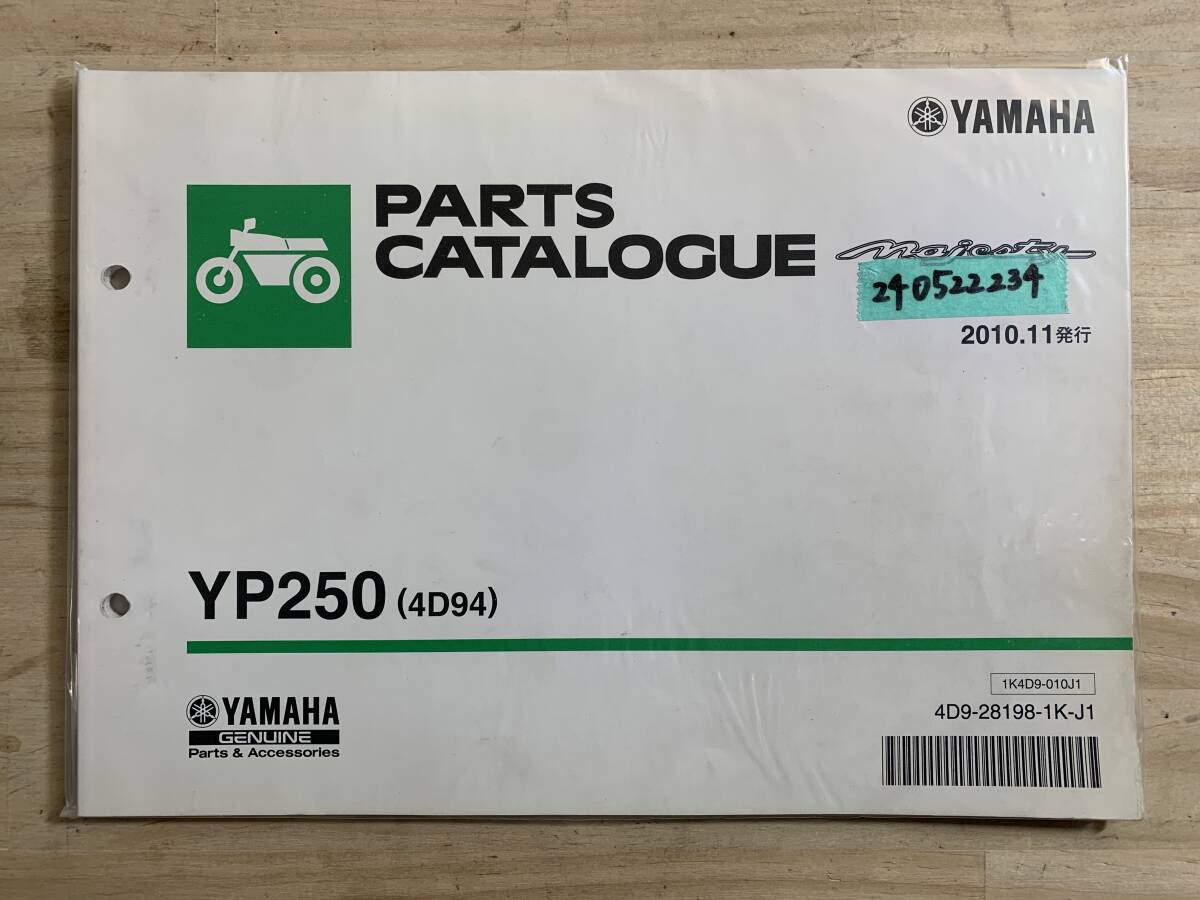 YAMAHA
PARTS
CATALOGUE
Majesty
240522234
2010.11発行
YP250 (4D94)
1K4D9-010J1
4D9-28198-1K-J1
YAMAHA
GENUINE
Parts & Accessories